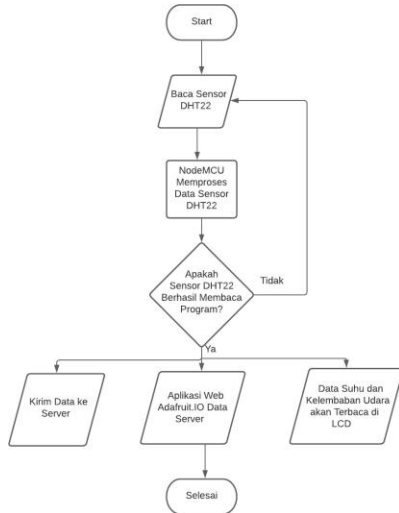 Start
Baca Sensor
DHT22
NodeMCU
Memproses
Data Sensor
DHT22
Apakah
Sensor DHT22
Berhasil Membaca
Program?
Tidak
Ya
Kirim Data ke
Server
Aplikasi Web
Adafruit.IO Data
Server
Data Suhu dan
Kelembaban Udara
akan Terbaca di
LCD
Selesai